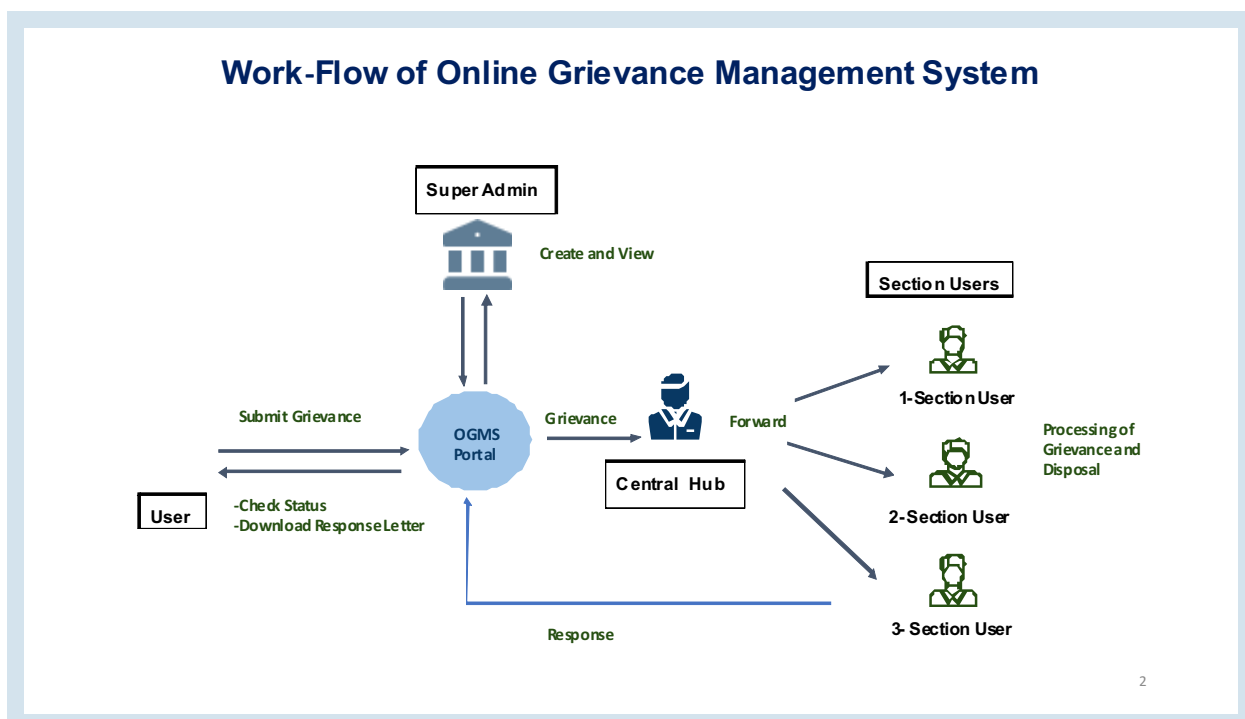 Work-Flow of Online Grievance Management System
Super Admin
Create and View
Section Users
1-Section User
Submit Grievance
OGMS
Portal
Grievance
Forward
Central Hub
Processing of
Grievance and
Disposal
User
-Check Status
-Download Response Letter
2- Section User
Response
3- Section User
2